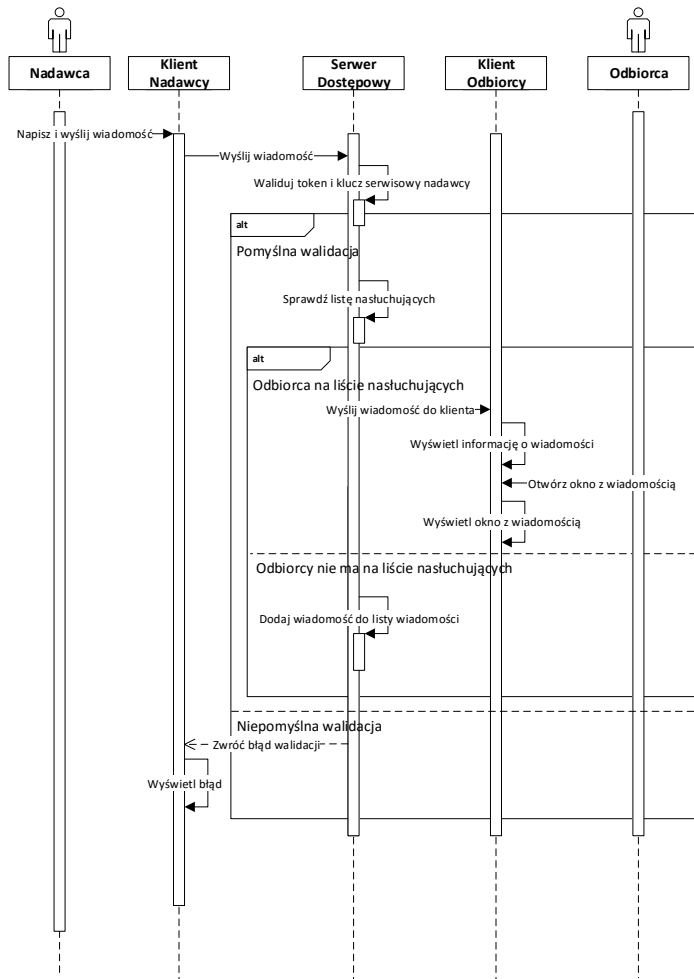 Nadawca
Klient
Nadawcy
Serwer
Dostępowy
Klient
Odbiorcy
Odbiorca
Napisz i wyślij wiadomość
Wyślij wiadomość
Waliduj token i klucz serwisowy nadawcy
alt
Pomyślna walidacja
Sprawdź listę nasłuchujących
alt
Odbiorca na liście nasłuchujących
Wyślij wiadomość do klienta
Wyświetl informację o wiadomości
Otwórz okno z wiadomością
Wyświetl okno z wiadomością
Odbiorcy nie ma na liście nasłuchujących
Dodaj wiadomość do listy wiadomości
Niepomyślna walidacja
Zwróć błąd walidacji
Wyświetl błąd